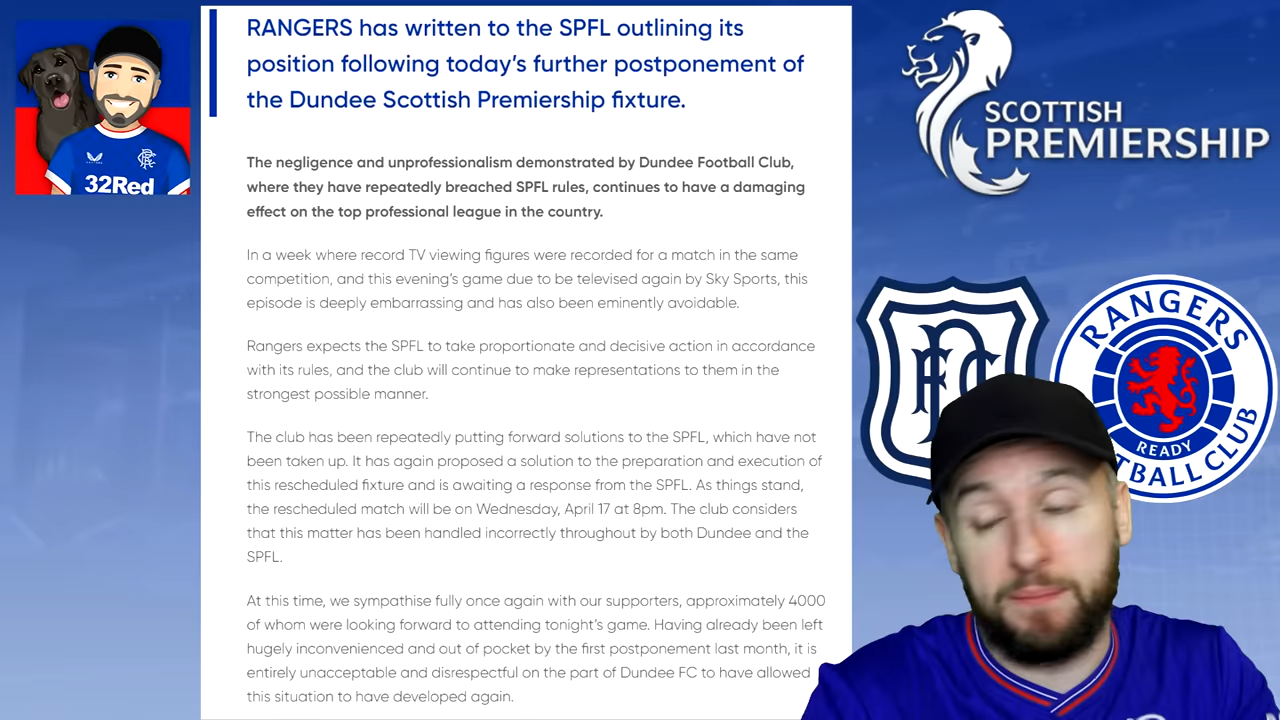 RANGERS has written to the SPFL outlining its
position following today's further postponement of
the Dundee Scottish Premiership fixture.
The negligence and unprofessionalism demonstrated by Dundee Football Club,
where they have repeatedly breached SPFL rules, continues to have a damaging
effect on the top professional league in the country.
In a week where record TV viewing figures were recorded for a match in the same
competition, and this evening's game due to be televised again by Sky Sports, this
episode is deeply embarrassing and has also been eminently avoidable.
Rangers expects the SPFL to take proportionate and decisive action in accordance
with its rules, and the club will continue to make representations to them in the
strongest possible manner.
The club has been repeatedly putting forward solutions to the SPFL, which have not
been taken up. It has again proposed a solution to the preparation and execution of
this rescheduled fixture and is awaiting a response from the SPFL. As things stand,
the rescheduled match will be on Wednesday, April 17 at 8pm. The club considers
that this matter has been handled incorrectly throughout by both Dundee and the
SPFL.
At this time, we sympathise fully once again with our supporters, approximately 4000
of whom were looking forward to attending tonight's game. Having already been left
hugely inconvenienced and out of pocket by the first postponement last month, it is
entirely unacceptable and disrespectful on the part of Dundee FC to have allowed
this situation to have developed again.
32Red
SCOTTISH
PREMIERSHIP
DFC
RANGERS
READY
TBALL CLUB